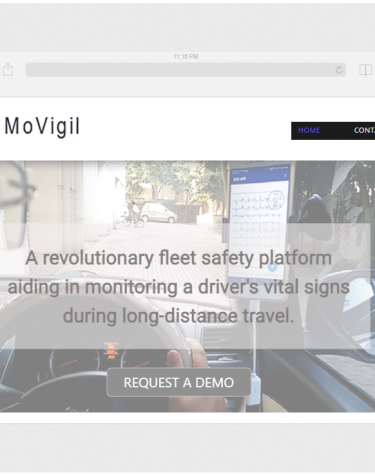 11:15 PM
MoVigil
HOME
CONTA
A revolutionary fleet safety platform
aiding in monitoring a driver's vital signs
during long-distance travel.
REQUEST A DEMO